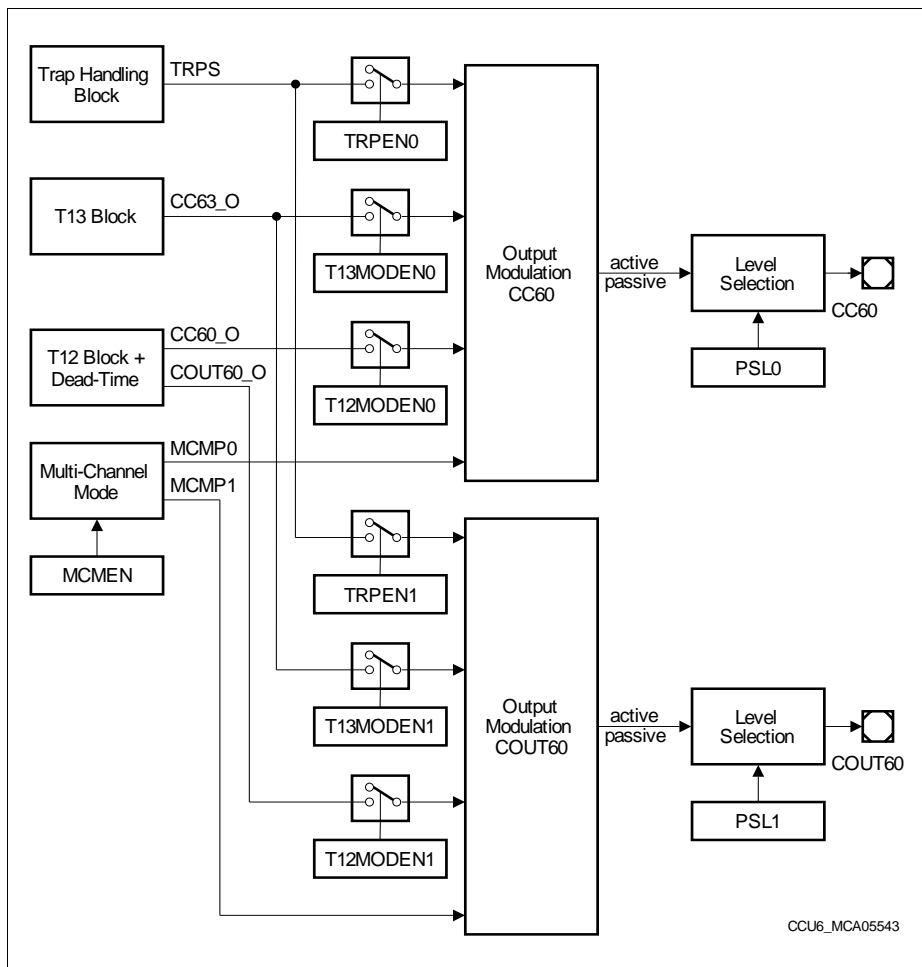 Trap Handling
Block
TRPS
TRPEN0
T13 Block
CC63_O
T13MODEN0
T12 Block +
Dead-Time
CC60_O
COUT60_O
T12MODEN0
Multi-Channel
Mode
MCMP0
MCMP1
MCMEN
Output
Modulation
CC60
active
passive
Level
Selection
CC60
PSL0
TRPEN1
T13MODEN1
T12MODEN1
Output
Modulation
COUT60
active
passive
Level
Selection
COUT60
PSL1
CCU6_MCA05543